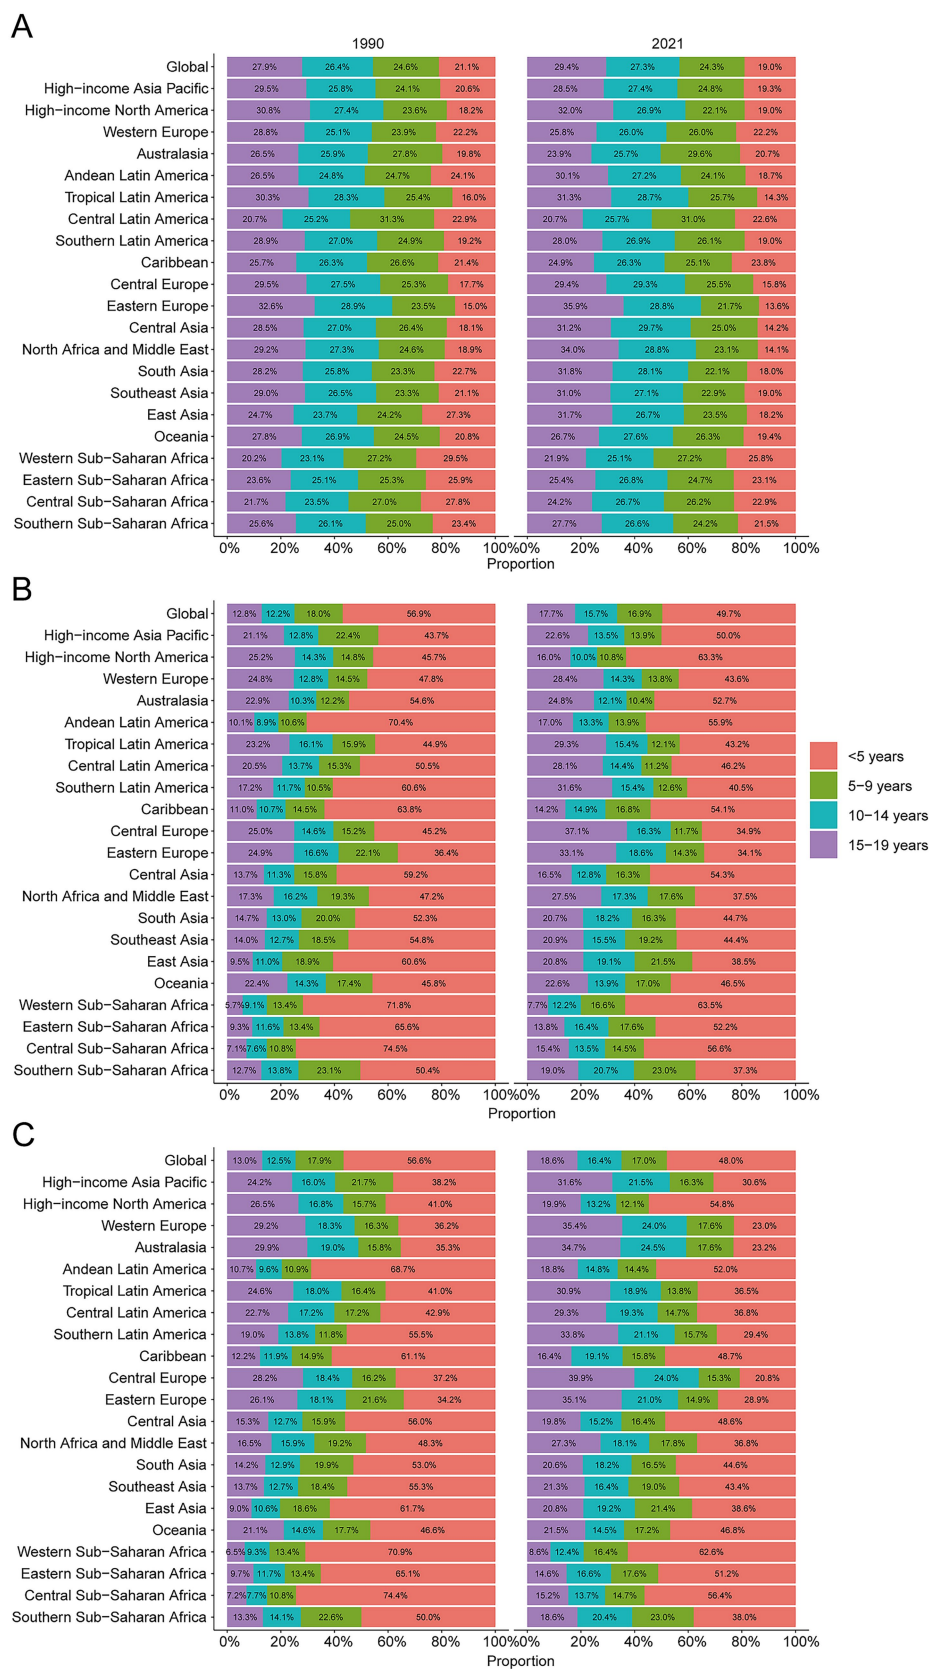 A
1990 2021
Global 27.9% 26.4% 24.6% 21.1% 29.4% 27.3% 24.3% 19.0%
High−income Asia Pacific 29.5% 25.8% 24.1% 20.6% 28.5% 27.4% 24.8% 19.3%
High−income North America 30.8% 27.4% 23.6% 18.2% 32.0% 26.9% 22.1% 19.0%
Western Europe 28.8% 25.1% 23.9% 22.2% 25.8% 26.0% 26.0% 22.2%
Australasia 26.5% 25.9% 27.8% 19.8% 23.9% 25.7% 29.6% 20.7%
Andean Latin America 26.5% 24.8% 24.7% 24.1% 30.1% 27.2% 24.1% 18.7%
Tropical Latin America 30.3% 28.3% 25.4% 16.0% 31.3% 28.7% 25.7% 14.3%
Central Latin America 20.7% 25.2% 31.3% 22.9% 20.7% 25.7% 31.0% 22.6%
Southern Latin America 28.9% 27.0% 24.9% 19.2% 28.0% 26.9% 26.1% 19.0%
Caribbean 25.7% 26.3% 26.6% 21.4% 24.9% 26.3% 25.1% 23.8%
Central Europe 29.5% 27.5% 25.3% 17.7% 29.4% 29.3% 25.5% 15.8%
Eastern Europe 32.6% 28.9% 23.5% 15.0% 35.9% 28.8% 21.7% 13.6%
Central Asia 28.5% 27.0% 26.4% 18.1% 31.2% 29.7% 25.0% 14.2%
North Africa and Middle East 29.2% 27.3% 24.6% 18.9% 34.0% 28.8% 23.1% 14.1%
South Asia 28.2% 25.8% 23.3% 22.7% 31.8% 28.1% 22.1% 18.0%
Southeast Asia 29.0% 26.5% 23.3% 21.1% 31.0% 27.1% 22.9% 19.0%
East Asia 24.7% 23.7% 24.2% 27.3% 31.7% 26.7% 23.5% 18.2%
Oceania 27.8% 26.9% 24.5% 20.8% 26.7% 27.6% 26.3% 19.4%
Western Sub−Saharan Africa 20.2% 23.1% 27.2% 29.5% 21.9% 25.1% 27.2% 25.8%
Eastern Sub−Saharan Africa 23.6% 25.1% 25.3% 25.9% 25.4% 26.8% 24.7% 23.1%
Central Sub−Saharan Africa 21.7% 23.5% 27.0% 27.8% 24.2% 26.7% 26.2% 22.9%
Southern Sub−Saharan Africa 25.6% 26.1% 25.0% 23.4% 27.7% 26.6% 24.2% 21.5%
0% 20% 40% 60% 80% 100% 0% 20% 40% 60% 80% 100%
Proportion
B
Global 12.8% 12.2% 18.0% 56.9% 17.7% 15.7% 16.9% 49.7%
High−income Asia Pacific 21.1% 12.8% 22.4% 43.7% 22.6% 13.5% 13.9% 50.0%
High−income North America 25.2% 14.3% 14.8% 45.7% 16.0% 10.0% 10.8% 63.3%
Western Europe 24.8% 12.8% 14.5% 47.8% 28.4% 14.3% 13.8% 43.6%
Australasia 22.9% 10.3% 12.2% 54.6% 24.8% 12.1% 10.4% 52.7%
Andean Latin America 10.1% 8.9% 10.6% 70.4% 17.0% 13.3% 13.9% 55.9%
Tropical Latin America 23.2% 16.1% 15.9% 44.9% 29.3% 15.4% 12.1% 43.2%
Central Latin America 20.5% 13.7% 15.3% 50.5% 28.1% 14.4% 11.2% 46.2%
Southern Latin America 17.2% 11.7% 10.5% 60.6% 31.6% 15.4% 12.6% 40.5%
Caribbean 11.0% 10.7% 14.5% 63.8% 14.2% 14.9% 16.8% 54.1%
Central Europe 25.0% 14.6% 15.2% 45.2% 37.1% 16.3% 11.7% 34.9%
Eastern Europe 24.9% 16.6% 22.1% 36.4% 33.1% 18.6% 14.3% 34.1%
Central Asia 13.7% 11.3% 15.8% 59.2% 16.5% 12.8% 16.3% 54.3%
North Africa and Middle East 17.3% 16.2% 19.3% 47.2% 27.5% 17.3% 17.6% 37.5%
South Asia 14.7% 13.0% 20.0% 52.3% 20.7% 18.2% 16.3% 44.7%
Southeast Asia 14.0% 12.7% 18.5% 54.8% 20.9% 15.5% 19.2% 44.4%
East Asia 9.5% 11.0% 18.9% 60.6% 20.8% 19.1% 21.5% 38.5%
Oceania 22.4% 14.3% 17.4% 45.8% 22.6% 13.9% 17.0% 46.5%
Western Sub−Saharan Africa 5.7% 9.1% 13.4% 71.8% 7.7% 12.2% 16.6% 63.5%
Eastern Sub−Saharan Africa 9.3% 11.6% 13.4% 65.6% 13.8% 16.4% 17.6% 52.2%
Central Sub−Saharan Africa 7.1% 7.6% 10.8% 74.5% 15.4% 13.5% 14.5% 56.6%
Southern Sub−Saharan Africa 12.7% 13.8% 23.1% 50.4% 19.0% 20.7% 23.0% 37.3%
0% 20% 40% 60% 80% 100% 0% 20% 40% 60% 80% 100%
Proportion
<5 years
5−9 years
10−14 years
15−19 years
C
Global 13.0% 12.5% 17.9% 56.6% 18.6% 16.4% 17.0% 48.0%
High−income Asia Pacific 24.2% 16.0% 21.7% 38.2% 31.6% 21.5% 16.3% 30.6%
High−income North America 26.5% 16.8% 15.7% 41.0% 19.9% 13.2% 12.1% 54.8%
Western Europe 29.2% 18.3% 16.3% 36.2% 35.4% 24.0% 17.6% 23.0%
Australasia 29.9% 19.0% 15.8% 35.3% 34.7% 24.5% 17.6% 23.2%
Andean Latin America 10.7% 9.6% 10.9% 68.7% 18.8% 14.8% 14.4% 52.0%
Tropical Latin America 24.6% 18.0% 16.4% 41.0% 30.9% 18.9% 13.8% 36.5%
Central Latin America 22.7% 17.2% 17.2% 42.9% 29.3% 19.3% 14.7% 36.8%
Southern Latin America 19.0% 13.8% 11.8% 55.5% 33.8% 21.1% 15.7% 29.4%
Caribbean 12.2% 11.9% 14.9% 61.1% 16.4% 19.1% 15.8% 48.7%
Central Europe 28.2% 18.4% 16.2% 37.2% 39.9% 24.0% 15.3% 20.8%
Eastern Europe 26.1% 18.1% 21.6% 34.2% 35.1% 21.0% 14.9% 28.9%
Central Asia 15.3% 12.7% 15.9% 56.0% 19.8% 15.2% 16.4% 48.6%
North Africa and Middle East 16.5% 15.9% 19.2% 48.3% 27.3% 18.1% 17.8% 36.8%
South Asia 14.2% 12.9% 19.9% 53.0% 20.6% 18.2% 16.5% 44.6%
Southeast Asia 13.7% 12.7% 18.4% 55.3% 21.3% 16.4% 19.0% 43.4%
East Asia 9.0% 10.6% 18.6% 61.7% 20.8% 19.2% 21.4% 38.6%
Oceania 21.1% 14.6% 17.7% 46.6% 21.5% 14.5% 17.2% 46.8%
Western Sub−Saharan Africa 6.5% 9.3% 13.4% 70.9% 8.6% 12.4% 16.4% 62.6%
Eastern Sub−Saharan Africa 9.7% 11.7% 13.4% 65.1% 14.6% 16.6% 17.6% 51.2%
Central Sub−Saharan Africa 7.2% 7.7% 10.8% 74.4% 15.2% 13.7% 14.7% 56.4%
Southern Sub−Saharan Africa 13.3% 14.1% 22.6% 50.0% 18.6% 20.4% 23.0% 38.0%
0% 20% 40% 60% 80% 100% 0% 20% 40% 60% 80% 100%
Proportion